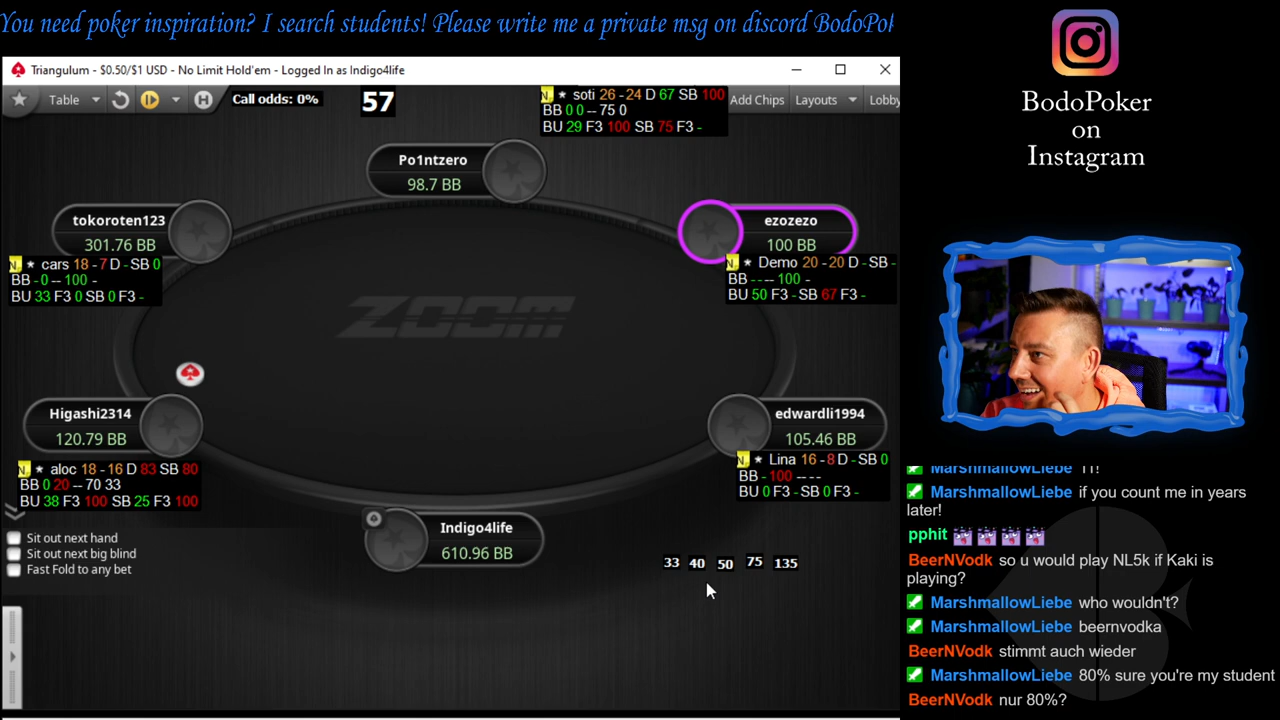 You need poker inspiration? I search students! Please write me a private msg on discord BodoPok
Triangulum - $0.50/$1 USD - No Limit Hold'em - Logged In as Indigo4life
Table
H
Call odds: 0%
57
Add Chips
Layouts
Lobby
N * soti 26 - 24 D 67 SB 100
BB 0 0 -- 75 0
BU 29 F3 100 SB 75 F3 -
Po1ntzero
98.7 BB
tokoroten123
301.76 BB
N * cars 18 - 7 D - SB 0
BB - 0 -- 100 -
BU 33 F3 0 SB 0 F3 -
ezozezo
100 BB
N * Demo 20 - 20 D - SB -
BB - --- 100 -
BU 50 F3 - SB 67 F3 -
ZOOM
Higashi2314
120.79 BB
N * aloc 18 - 16 D 83 SB 80
BB 0 20 -- 70 33
BU 38 F3 100 SB 25 F3 100
edwardli1994
105.46 BB
N * Lina 16 - 8 D - SB 0
BB - 100 -- --
BU 0 F3 - SB 0 F3 -
Indigo4life
610.96 BB
Sit out next hand
Sit out next big blind
Fast Fold to any bet
33 40 50 75 135
BodoPoker
on
Instagram
MarshmallowLiebe
MarshmallowLiebe if you count me in years
later!
pphit
BeerNVodk so u would play NL5k if Kaki is
playing?
MarshmallowLiebe who wouldn't?
MarshmallowLiebe beernvodka
BeerNVodk stimmt auch wieder
MarshmallowLiebe 80% sure you're my student
BeerNVodk nur 80%?